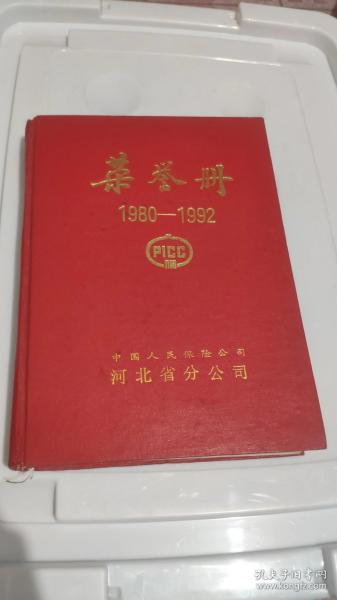 荣誉册
1980—1992
PICC
中国人民保险公司
河北省分公司
孔夫子旧书网